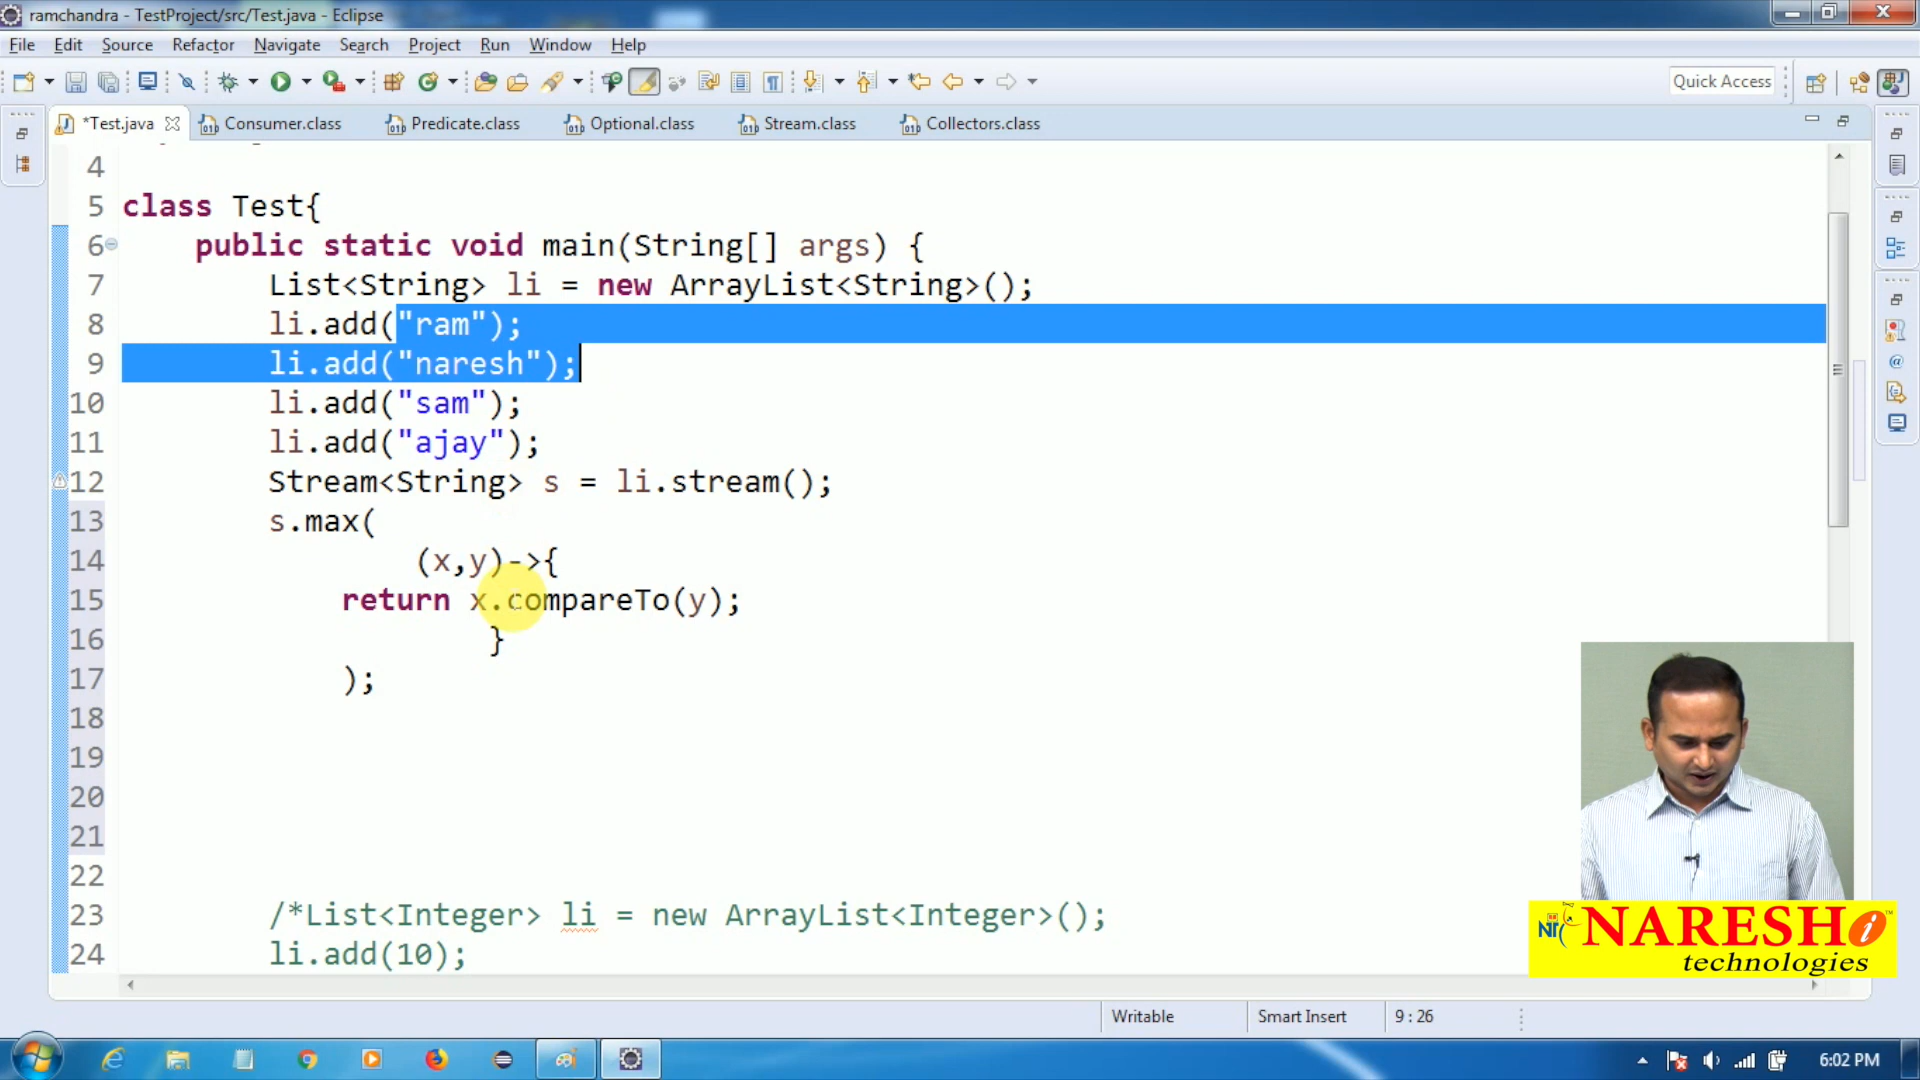 ramchandra - TestProject/src/Test.java - Eclipse
File Edit Source Refactor Navigate Search Project Run Window Help
Quick Access
*Test.java Consumer.class Predicate.class Optional.class Stream.class Collectors.class
4
5 class Test{
6 public static void main(String[] args) {
7 List<String> li = new ArrayList<String>();
8 li.add("ram");
9 li.add("naresh");
10 li.add("sam");
11 li.add("ajay");
12 Stream<String> s = li.stream();
13 s.max(
14 (x,y)->{
15 return x.compareTo(y);
16 }
17 );
18
19
20
21
22
23 /*List<Integer> li = new ArrayList<Integer>();
24 li.add(10);
NARESHi
technologies
Writable Smart Insert 9 : 26
6:02 PM